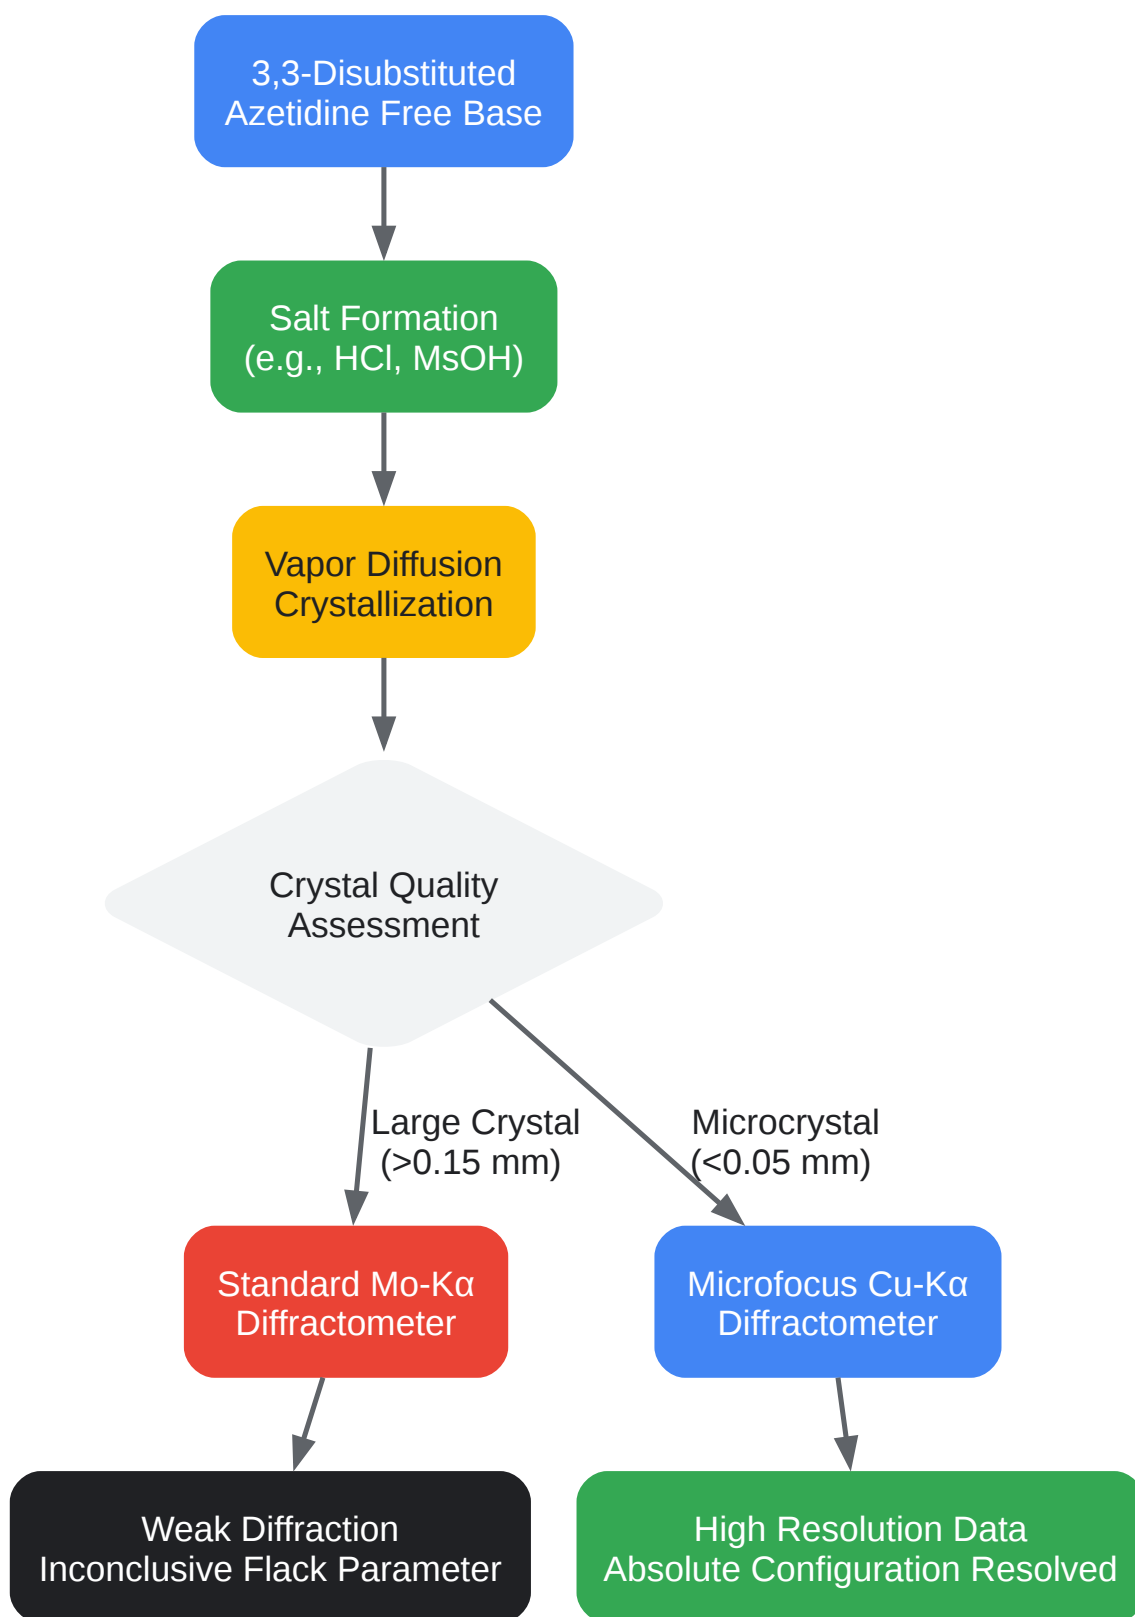 3,3-Disubstituted
Azetidine Free Base
Salt Formation
(e.g., HCl, MsOH)
Vapor Diffusion
Crystallization
Crystal Quality
Assessment
Large Crystal
(>0.15 mm)
Microcrystal
(<0.05 mm)
Standard Mo-Kα
Diffractometer
Microfocus Cu-Kα
Diffractometer
Weak Diffraction
Inconclusive Flack Parameter
High Resolution Data
Absolute Configuration Resolved